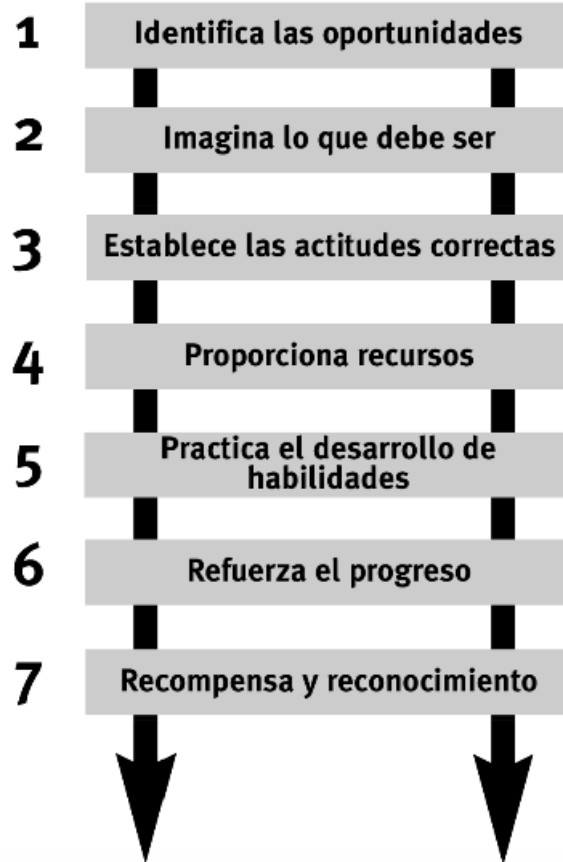 1 Identifica las oportunidades
2 Imagina lo que debe ser
3 Establece las actitudes correctas
4 Proporciona recursos
5 Practica el desarrollo de
habilidades
6 Refuerza el progreso
7 Recompensa y reconocimiento